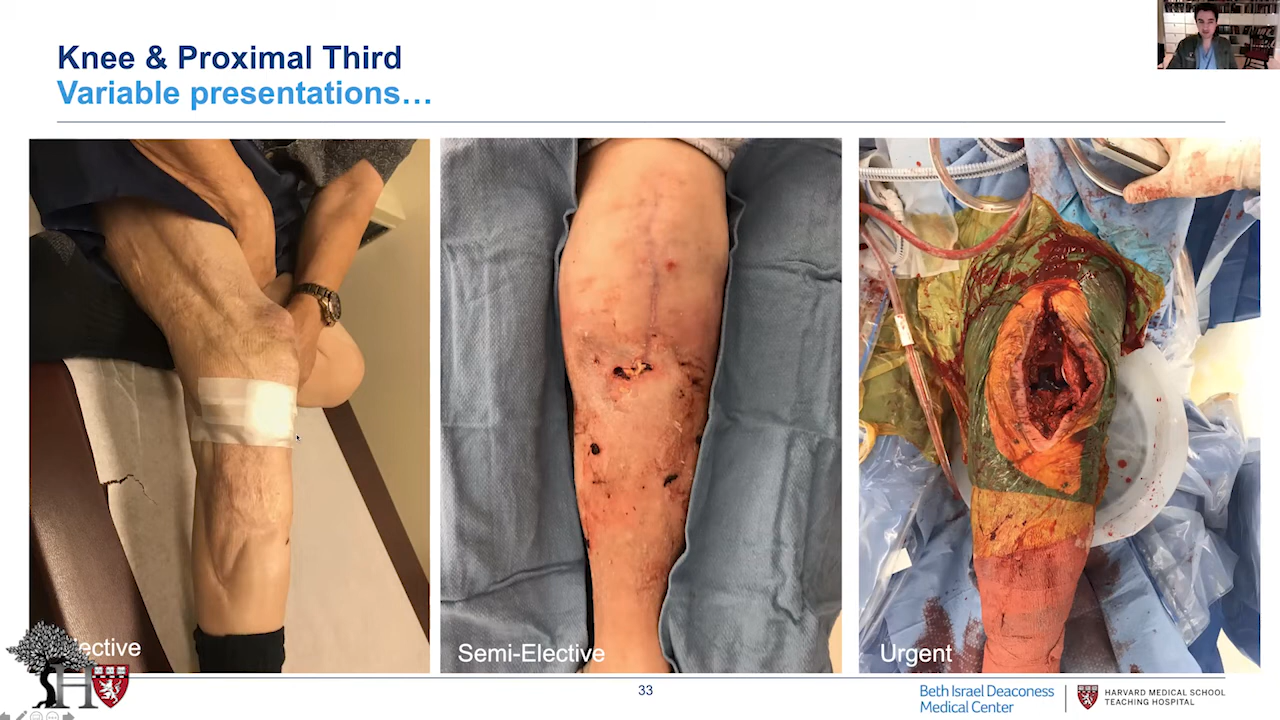 Knee & Proximal Third
Variable presentations…
ective
Semi-Elective
Urgent
33
Beth Israel Deaconess
Medical Center
HARVARD MEDICAL SCHOOL
TEACHING HOSPITAL
SH